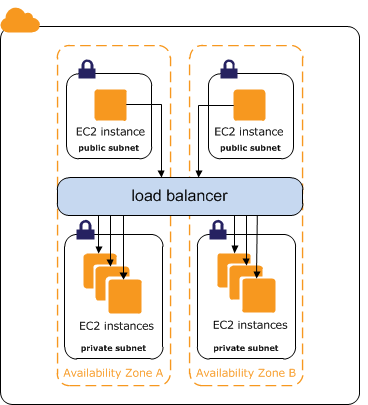 EC2 instance
public subnet
EC2 instance
public subnet
load balancer
EC2 instances
private subnet
EC2 instances
private subnet
Availability Zone A
Availability Zone B